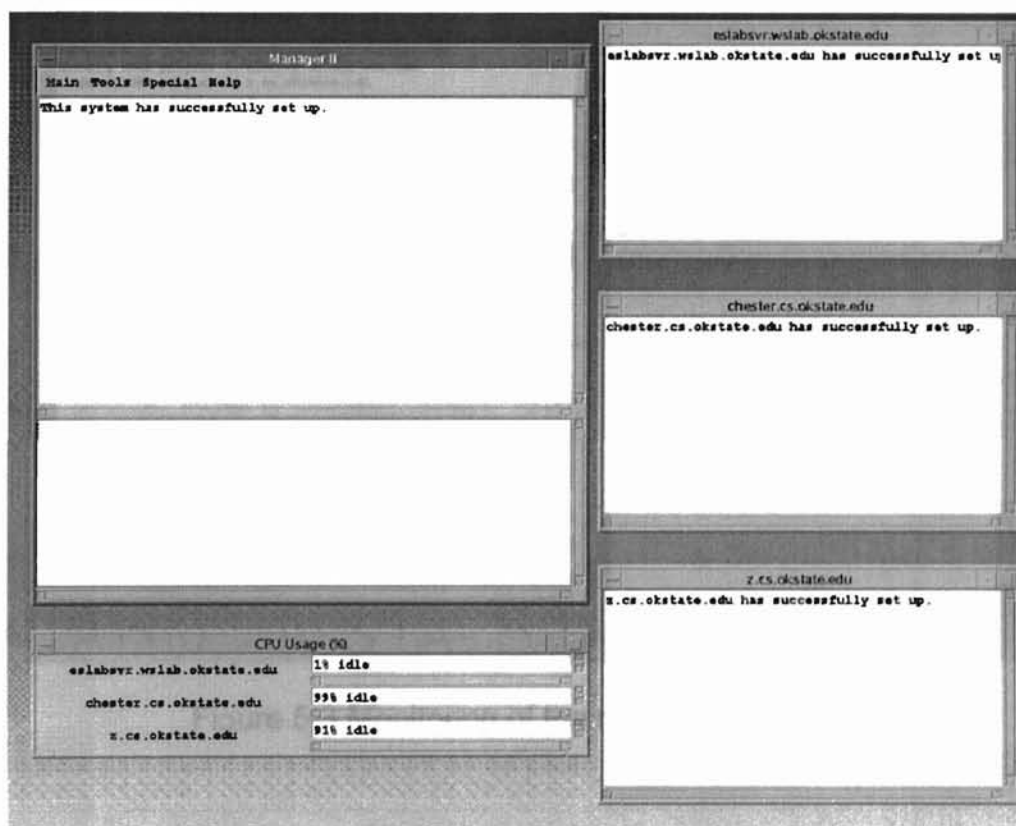 Manager II
Main Tools Special Help
This system has successfully set up.
CPU Usage (%)
eslabsvr.wslab.okstate.edu 1% idle
chester.cs.okstate.edu 99% idle
z.cs.okstate.edu 91% idle
eslabsvr.wslab.okstate.edu
eslabsvr.wslab.okstate.edu has successfully set up
chester.cs.okstate.edu
chester.cs.okstate.edu has successfully set up.
z.cs.okstate.edu
z.cs.okstate.edu has successfully set up.